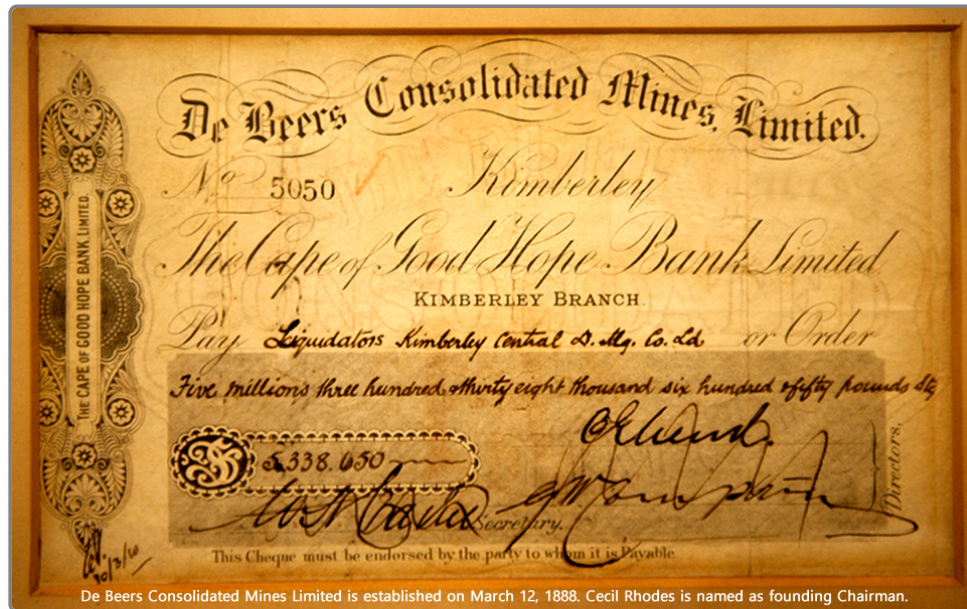 De Beers Consolidated Mines, Limited.
No 5050 Kimberley
The Cape of Good Hope Bank Limited
KIMBERLEY BRANCH
Pay Liquidators Kimberley Central D. Mg. Co. Ld or Order
Five millions three hundred & thirty eight thousand six hundred & fifty pounds Stg
5,338.650
Secretary.
Directors,
This Cheque must be endorsed by the party to whom it is Payable.
THE CAPE OF GOOD HOPE BANK LIMITED.
De Beers Consolidated Mines Limited is established on March 12, 1888. Cecil Rhodes is named as founding Chairman.